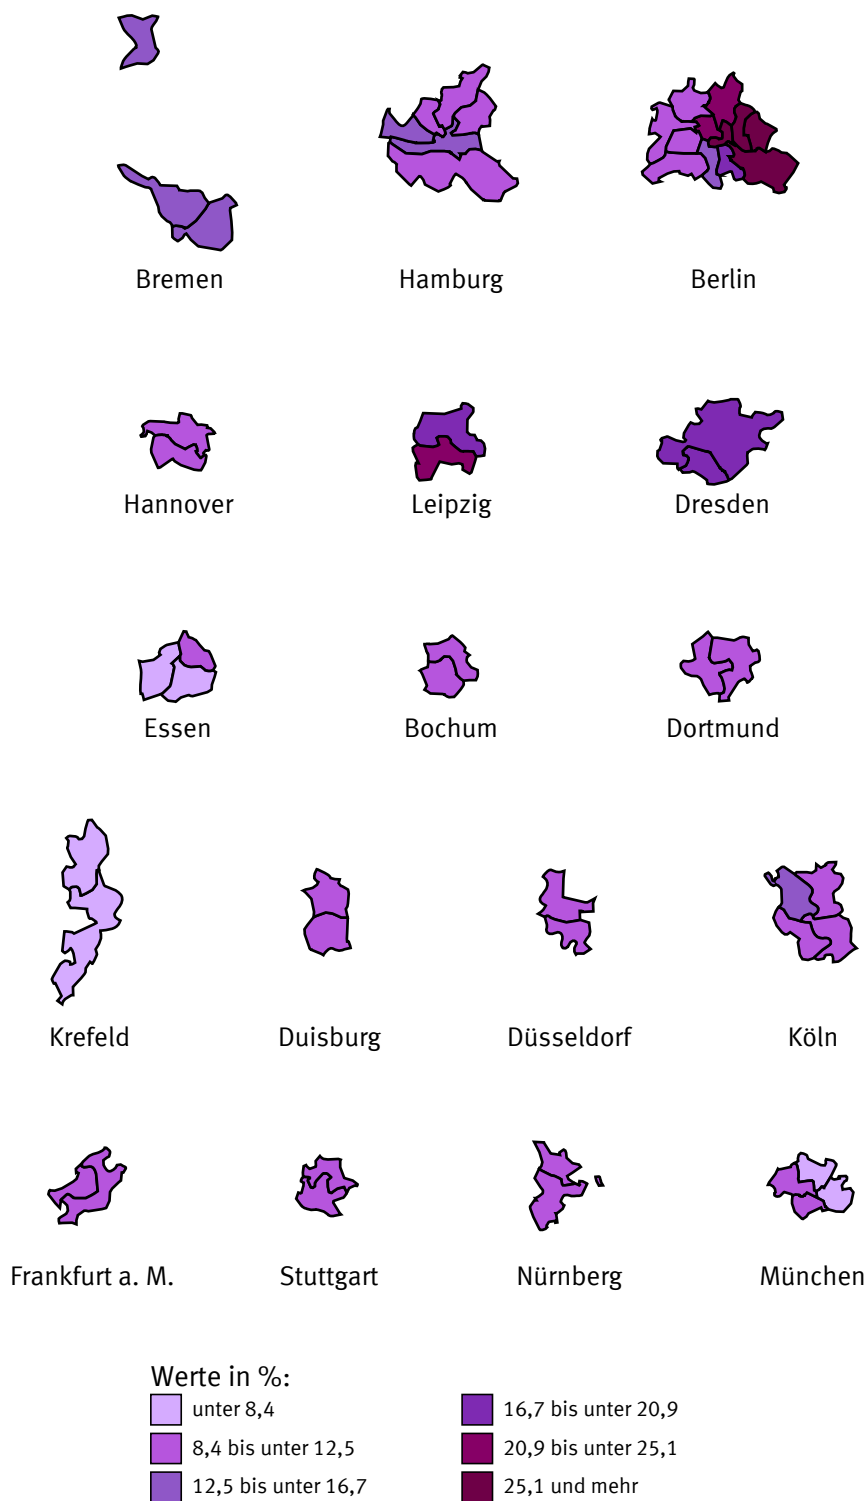 Bremen
Hamburg
Berlin
Hannover
Leipzig
Dresden
Essen
Bochum
Dortmund
Krefeld
Duisburg
Düsseldorf
Köln
Frankfurt a. M.
Stuttgart
Nürnberg
München
Werte in %:
unter 8,4
8,4 bis unter 12,5
12,5 bis unter 16,7
16,7 bis unter 20,9
20,9 bis unter 25,1
25,1 und mehr